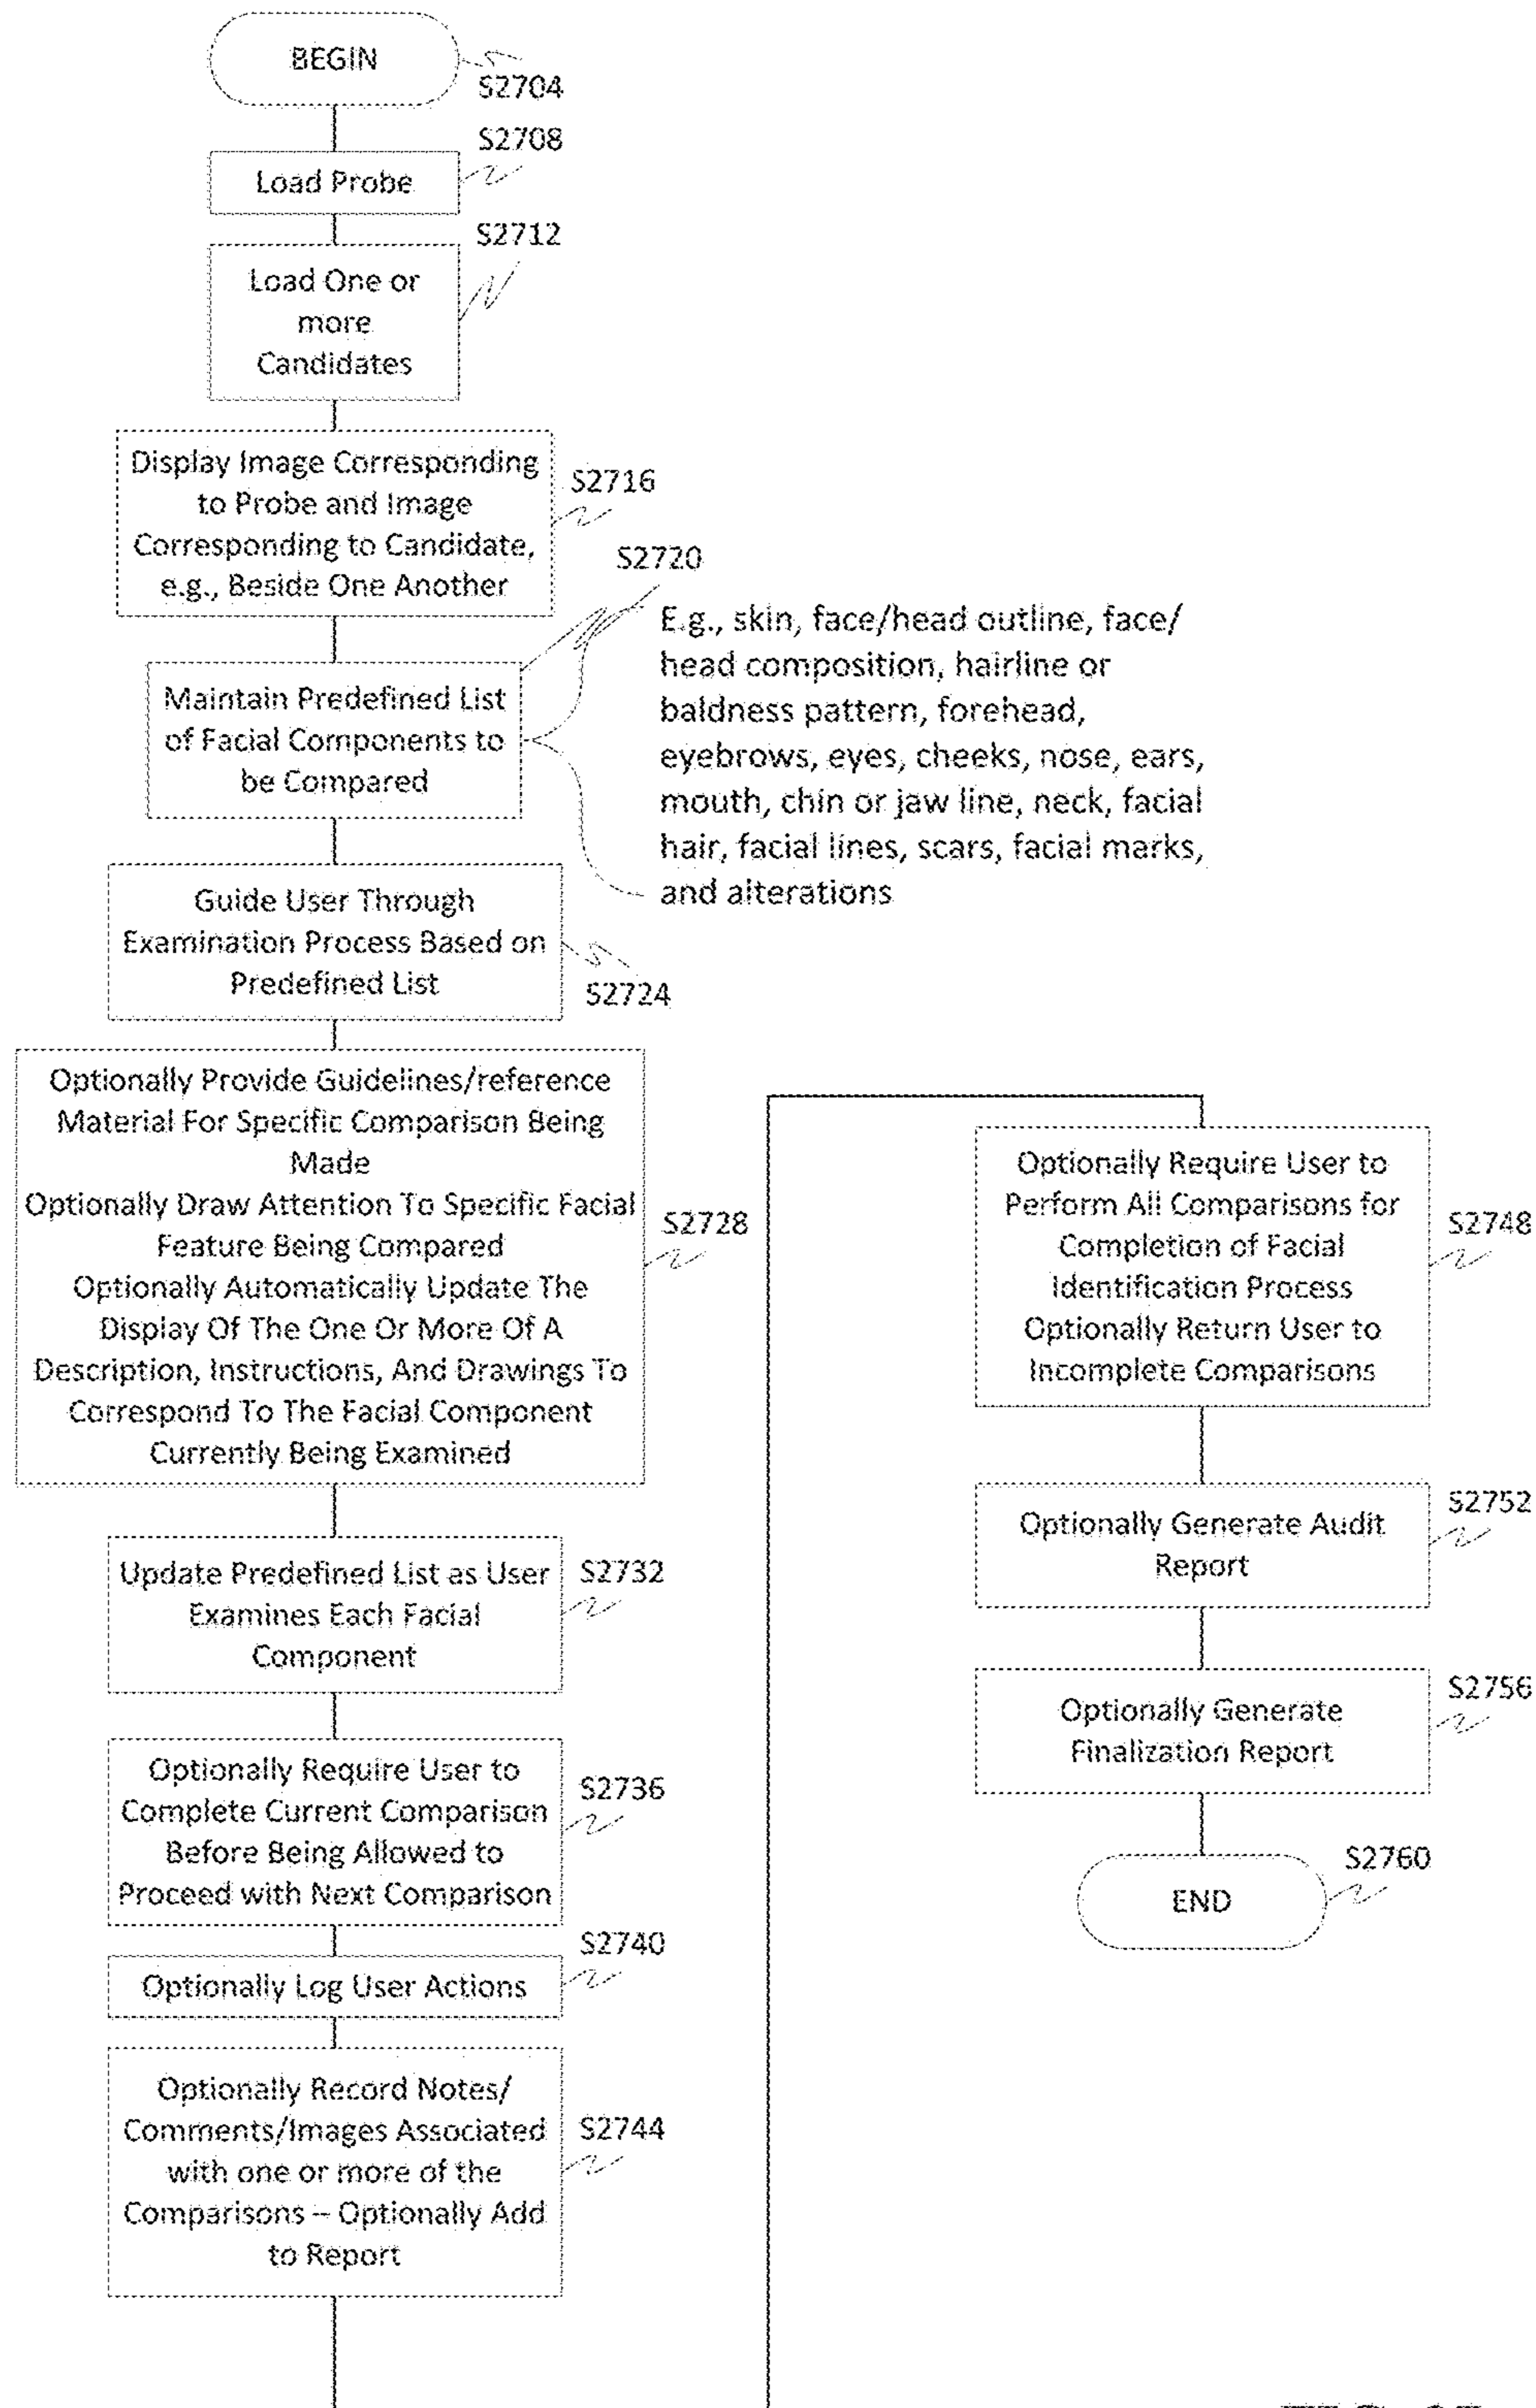 BEGIN
S2704
S2708
Load Probe
S2712
Load One or
more
Candidates
Display Image Corresponding
to Probe and Image
Corresponding to Candidate,
e.g., Beside One Another
S2716
S2720
Maintain Predefined List
of Facial Components to
be Compared
E.g., skin, face/head outline, face/
head composition, hairline or
baldness pattern, forehead,
eyebrows, eyes, cheeks, nose, ears,
mouth, chin or jaw line, neck, facial
hair, facial lines, scars, facial marks,
and alterations
Guide User Through
Examination Process Based on
Predefined List
S2724
Optionally Provide Guidelines/reference
Material For Specific Comparison Being
Made
Optionally Draw Attention To Specific Facial
Feature Being Compared
Optionally Automatically Update The
Display Of The One Or More Of A
Description, Instructions, And Drawings To
Correspond To The Facial Component
Currently Being Examined
S2728
Update Predefined List as User
Examines Each Facial
Component
S2732
Optionally Require User to
Complete Current Comparison
Before Being Allowed to
Proceed with Next Comparison
S2736
S2740
Optionally Log User Actions
Optionally Record Notes/
Comments/Images Associated
with one or more of the
Comparisons – Optionally Add
to Report
S2744
Optionally Require User to
Perform All Comparisons for
Completion of Facial
Identification Process
Optionally Return User to
Incomplete Comparisons
S2748
Optionally Generate Audit
Report
S2752
Optionally Generate
Finalization Report
S2756
S2760
END